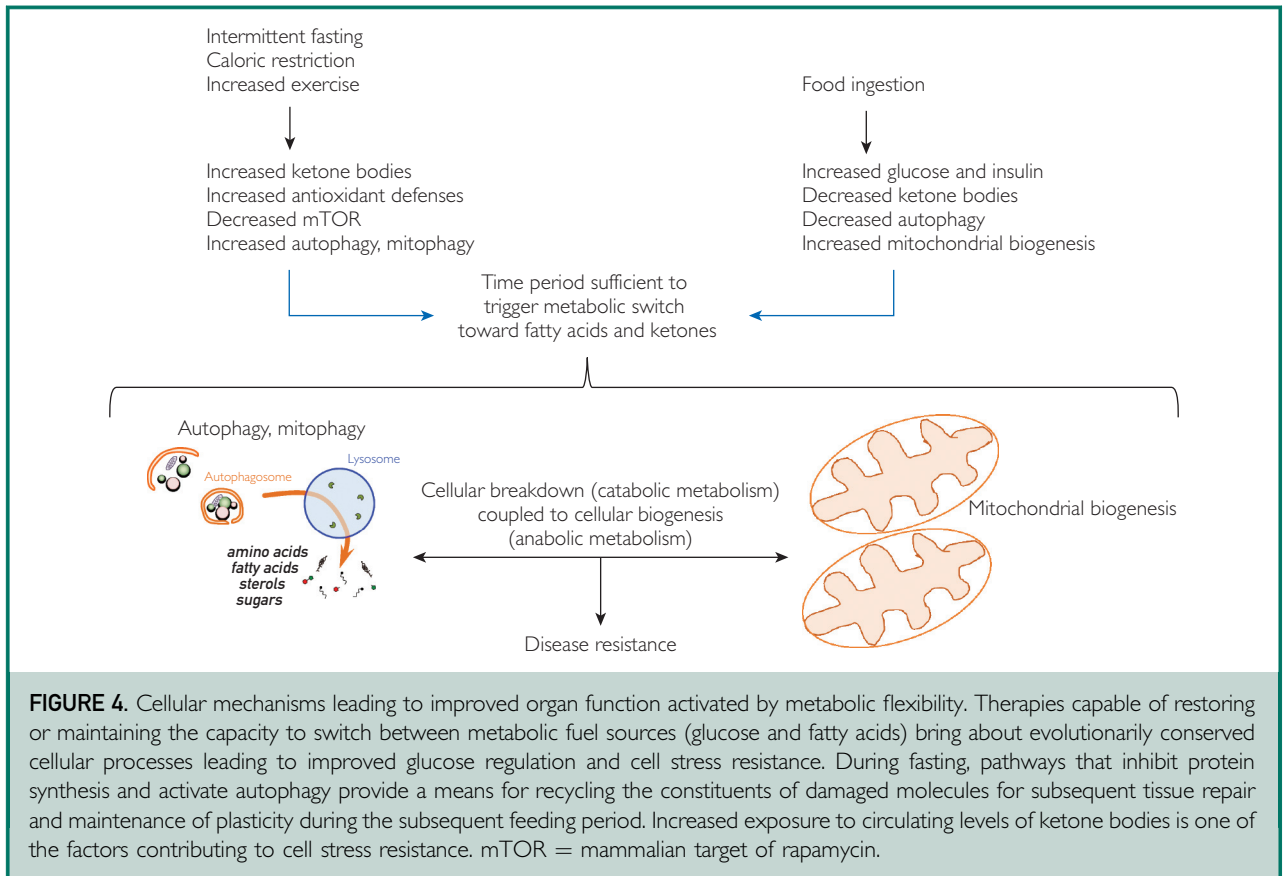 Intermittent fasting
Caloric restriction
Increased exercise
Food ingestion
Increased ketone bodies
Increased antioxidant defenses
Decreased mTOR
Increased autophagy, mitophagy
Increased glucose and insulin
Decreased ketone bodies
Decreased autophagy
Increased mitochondrial biogenesis
Time period sufficient to
trigger metabolic switch
toward fatty acids and ketones
Autophagy, mitophagy
Lysosome
Autophagosome
amino acids
fatty acids
sterols
sugars
Cellular breakdown (catabolic metabolism)
coupled to cellular biogenesis
(anabolic metabolism)
Mitochondrial biogenesis
Disease resistance
FIGURE 4. Cellular mechanisms leading to improved organ function activated by metabolic flexibility. Therapies capable of restoring
or maintaining the capacity to switch between metabolic fuel sources (glucose and fatty acids) bring about evolutionarily conserved
cellular processes leading to improved glucose regulation and cell stress resistance. During fasting, pathways that inhibit protein
synthesis and activate autophagy provide a means for recycling the constituents of damaged molecules for subsequent tissue repair
and maintenance of plasticity during the subsequent feeding period. Increased exposure to circulating levels of ketone bodies is one of
the factors contributing to cell stress resistance. mTOR = mammalian target of rapamycin.